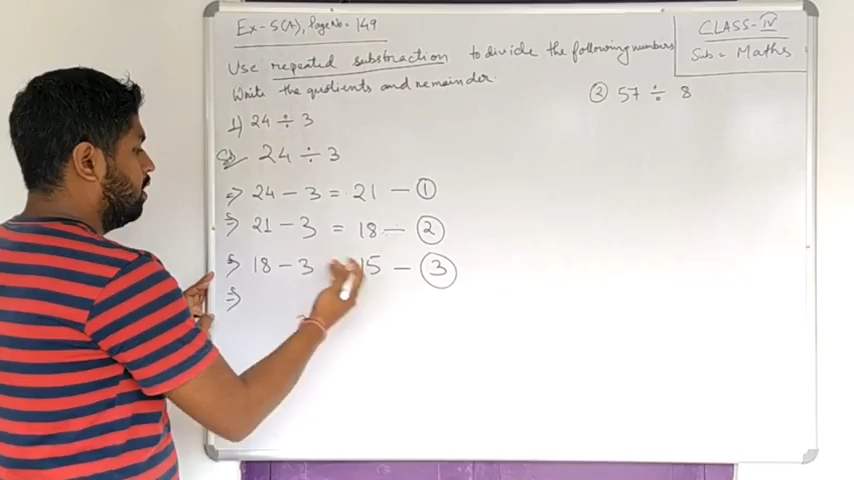 Ex-5(A), Page No- 149
CLASS-IV
Sub= Maths
Use repeated substraction to divide the following numbers
Write the quotients and remainder.
1) 24 ÷ 3
② 57 ÷ 8
Sol 24 ÷ 3
=> 24 - 3 = 21 - ①
=> 21 - 3 = 18 - ②
=> 18 - 3 15 - ③
=>